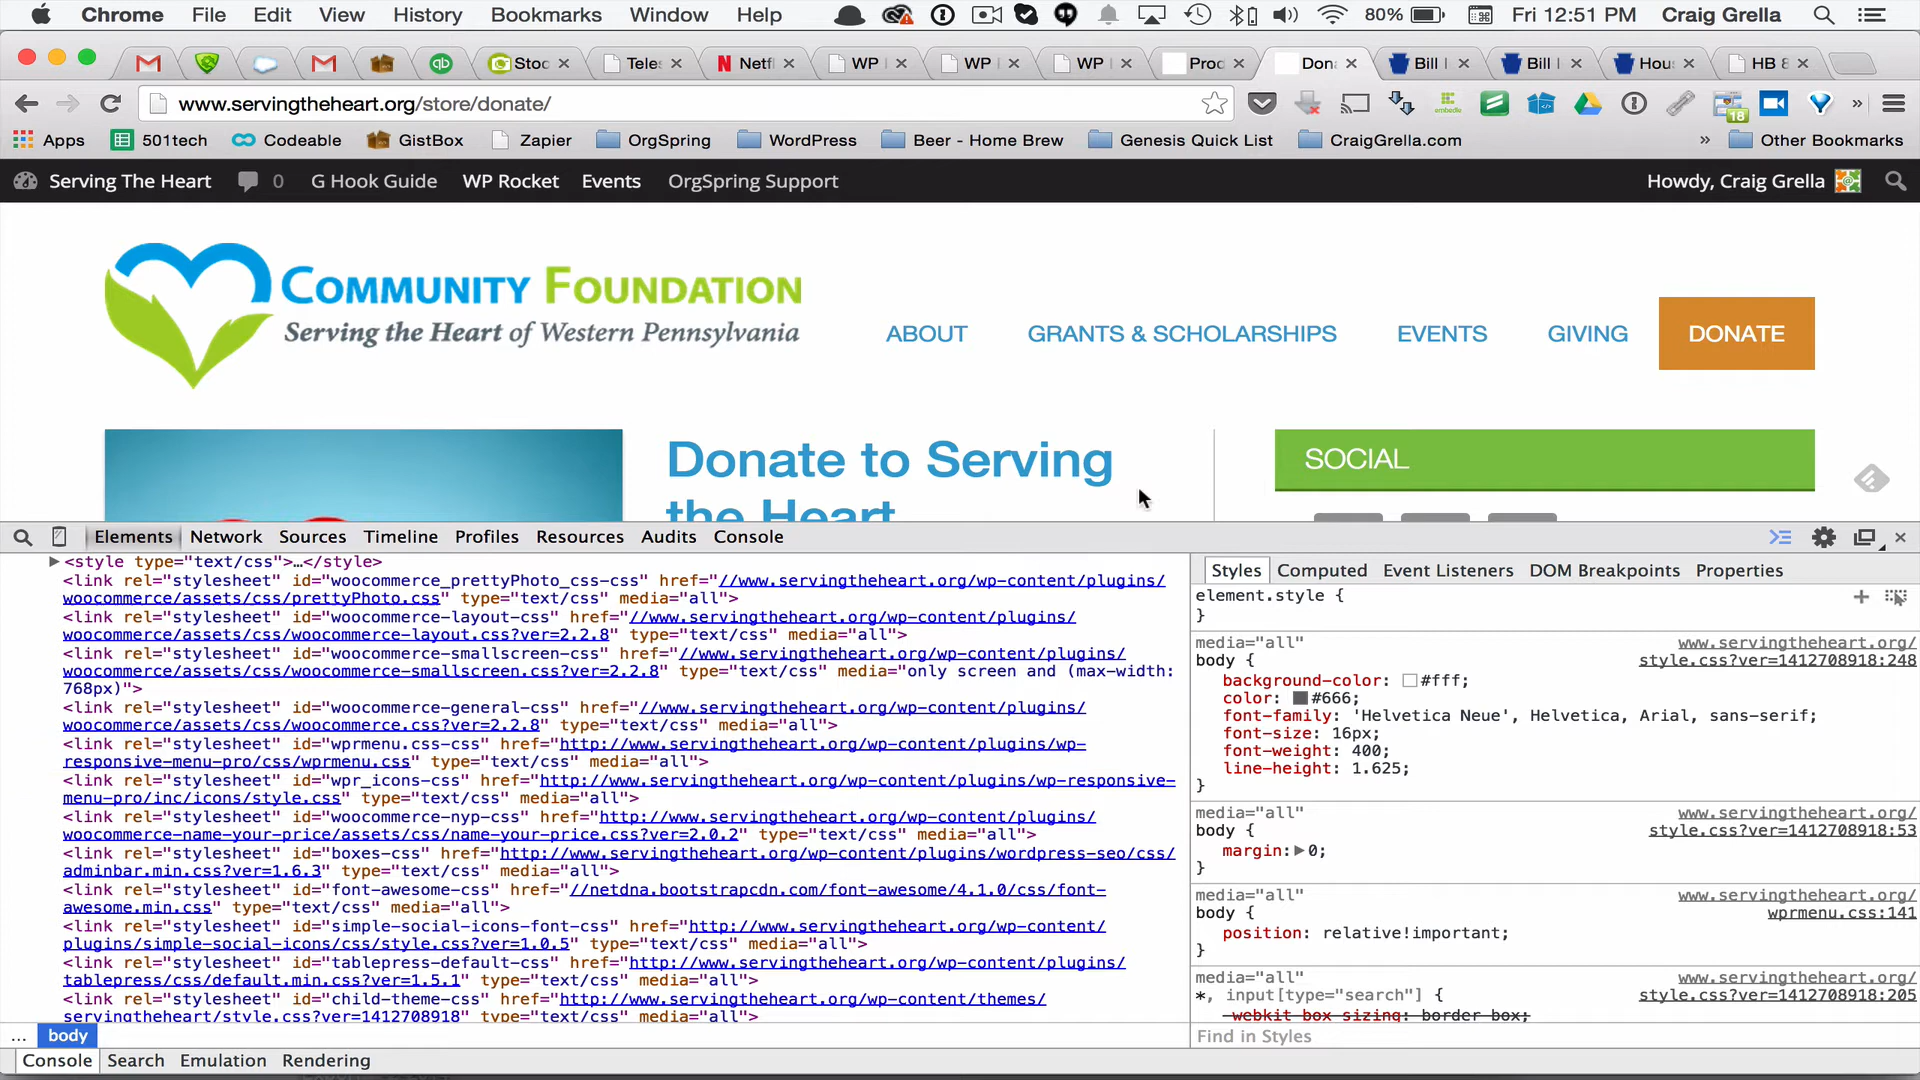 Chrome File Edit View History Bookmarks Window Help 80% Fri 12:51 PM Craig Grella
Stoc Teles Netfl WP WP WP Proc Dona Bill Bill Hous HB 8
www.servingtheheart.org/store/donate/
18
Apps 501tech Codeable GistBox Zapier OrgSpring WordPress Beer - Home Brew Genesis Quick List CraigGrella.com » Other Bookmarks
Serving The Heart 0 G Hook Guide WP Rocket Events OrgSpring Support Howdy, Craig Grella
COMMUNITY FOUNDATION
Serving the Heart of Western Pennsylvania
ABOUT GRANTS & SCHOLARSHIPS EVENTS GIVING DONATE
Donate to Serving
the Heart
SOCIAL
Elements Network Sources Timeline Profiles Resources Audits Console
<style type="text/css">…</style>
<link rel="stylesheet" id="woocommerce_prettyPhoto_css-css" href="//www.servingtheheart.org/wp-content/plugins/
woocommerce/assets/css/prettyPhoto.css" type="text/css" media="all">
<link rel="stylesheet" id="woocommerce-layout-css" href="//www.servingtheheart.org/wp-content/plugins/
woocommerce/assets/css/woocommerce-layout.css?ver=2.2.8" type="text/css" media="all">
<link rel="stylesheet" id="woocommerce-smallscreen-css" href="//www.servingtheheart.org/wp-content/plugins/
woocommerce/assets/css/woocommerce-smallscreen.css?ver=2.2.8" type="text/css" media="only screen and (max-width:
768px)">
<link rel="stylesheet" id="woocommerce-general-css" href="//www.servingtheheart.org/wp-content/plugins/
woocommerce/assets/css/woocommerce.css?ver=2.2.8" type="text/css" media="all">
<link rel="stylesheet" id="wprmenu.css-css" href="http://www.servingtheheart.org/wp-content/plugins/wp-
responsive-menu-pro/css/wprmenu.css" type="text/css" media="all">
<link rel="stylesheet" id="wpr_icons-css" href="http://www.servingtheheart.org/wp-content/plugins/wp-responsive-
menu-pro/inc/icons/style.css" type="text/css" media="all">
<link rel="stylesheet" id="woocommerce-nyp-css" href="http://www.servingtheheart.org/wp-content/plugins/
woocommerce-name-your-price/assets/css/name-your-price.css?ver=2.0.2" type="text/css" media="all">
<link rel="stylesheet" id="boxes-css" href="http://www.servingtheheart.org/wp-content/plugins/wordpress-seo/css/
adminbar.min.css?ver=1.6.3" type="text/css" media="all">
<link rel="stylesheet" id="font-awesome-css" href="//netdna.bootstrapcdn.com/font-awesome/4.1.0/css/font-
awesome.min.css" type="text/css" media="all">
<link rel="stylesheet" id="simple-social-icons-font-css" href="http://www.servingtheheart.org/wp-content/
plugins/simple-social-icons/css/style.css?ver=1.0.5" type="text/css" media="all">
<link rel="stylesheet" id="tablepress-default-css" href="http://www.servingtheheart.org/wp-content/plugins/
tablepress/css/default.min.css?ver=1.5.1" type="text/css" media="all">
<link rel="stylesheet" id="child-theme-css" href="http://www.servingtheheart.org/wp-content/themes/
servingtheheart/style.css?ver=1412708918" type="text/css" media="all">
... body
Console Search Emulation Rendering
Styles Computed Event Listeners DOM Breakpoints Properties
element.style {
}
media="all" www.servingtheheart.org/
body { style.css?ver=1412708918:248
background-color: #fff;
color: #666;
font-family: 'Helvetica Neue', Helvetica, Arial, sans-serif;
font-size: 16px;
font-weight: 400;
line-height: 1.625;
}
media="all" www.servingtheheart.org/
body { style.css?ver=1412708918:53
margin: 0;
}
media="all" www.servingtheheart.org/
body { wprmenu.css:141
position: relative!important;
}
media="all" www.servingtheheart.org/
*, input[type="search"] { style.css?ver=1412708918:205
-webkit-box-sizing: border-box;
Find in Styles